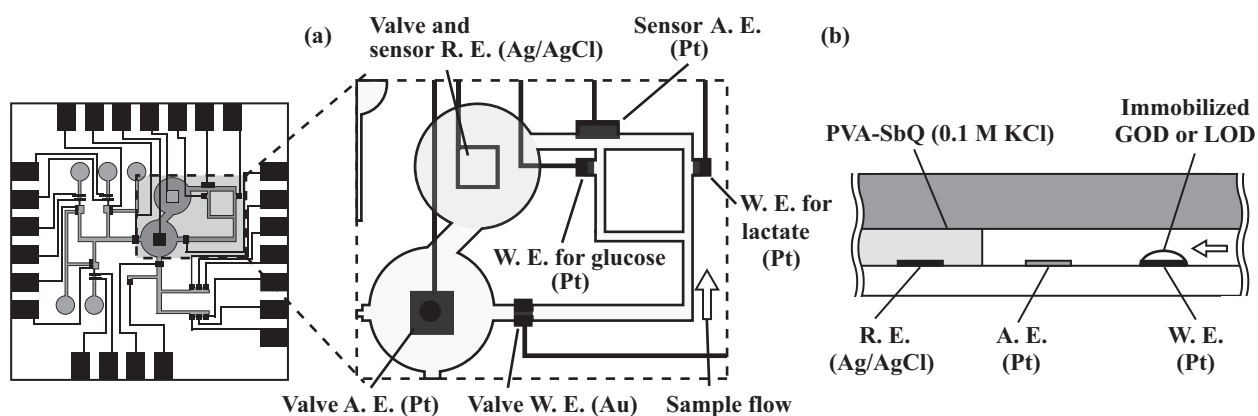 (a)
Valve and
sensor R. E. (Ag/AgCl)
Sensor A. E.
(Pt)
W. E. for glucose
(Pt)
W. E. for
lactate
(Pt)
Valve A. E. (Pt)
Valve W. E. (Au)
Sample flow
(b)
PVA-SbQ (0.1 M KCl)
Immobilized
GOD or LOD
R. E.
(Ag/AgCl)
A. E.
(Pt)
W. E.
(Pt)